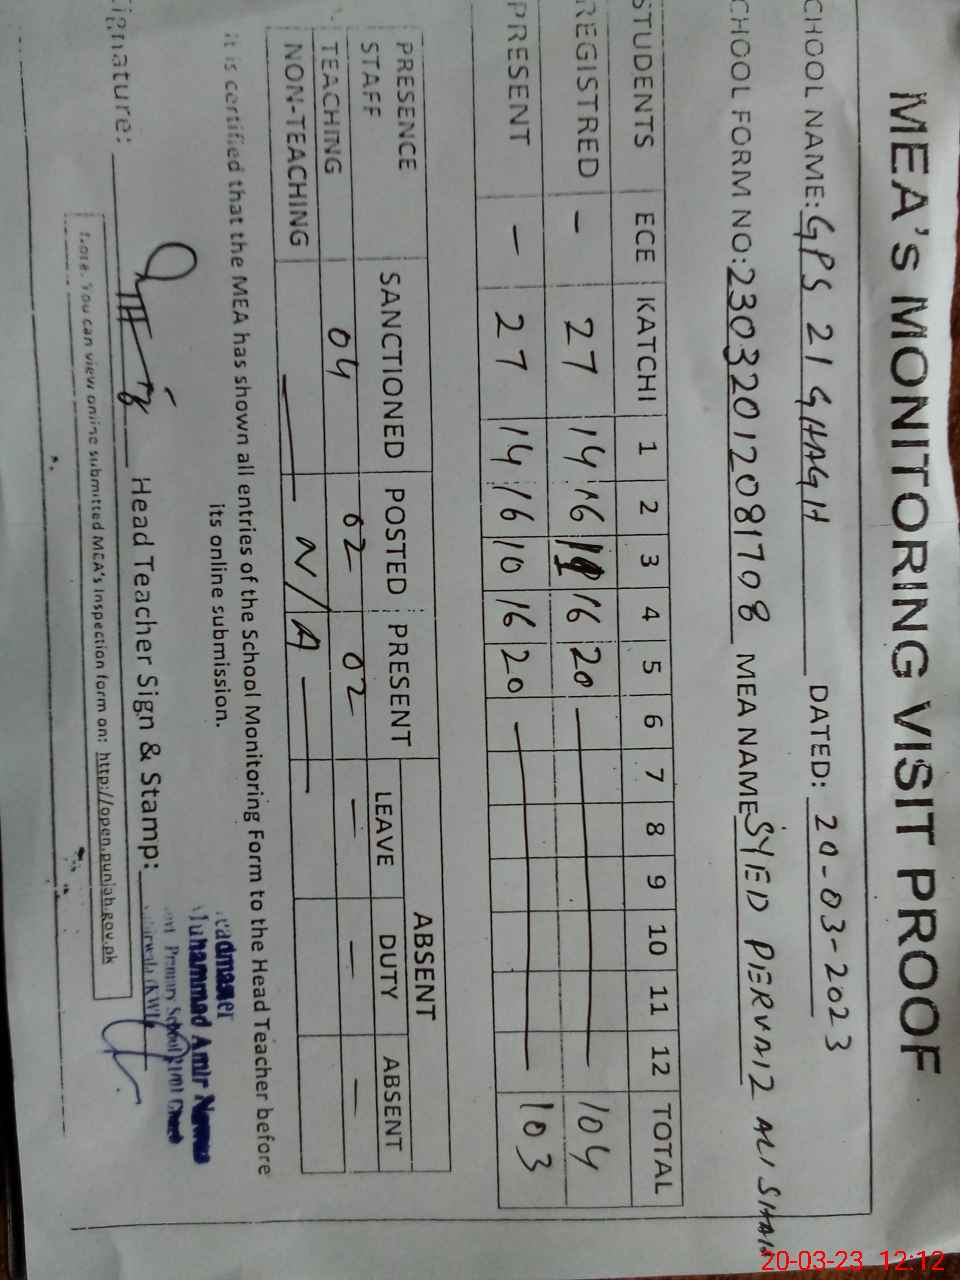 MEA'S MONITORING VISIT PROOF
CHOOL NAME: GPS 21 GHAGH DATED: 20-03-2023
CHOOL FORM NO: 23032012081708 MEA NAME SYED PERVAIZ ALI SHAH
STUDENTS ECE KATCHI 1 2 3 4 5 6 7 8 9 10 11 12 TOTAL
REGISTRED - 27 14 16 16 20 104
PRESENT - 27 14 16 10 16 20 103
PRESENCE STAFF SANCTIONED POSTED PRESENT ABSENT
LEAVE DUTY ABSENT
TEACHING 04 02 02 - - -
NON-TEACHING — N/A —
it is certified that the MEA has shown all entries of the School Monitoring Form to the Head Teacher before
its online submission.
Signature: Head Teacher Sign & Stamp:
Headmaster
Muhammad Amir Nawaz
Primary School
Note. You can view online submitted MEA's Inspection form on: http://open.punjab.gov.pk
20-03-23 12:12